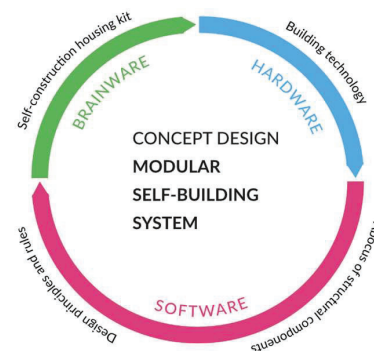 Self-construction housing kit
BRAINWARE
Building technology
HARDWARE
CONCEPT DESIGN
MODULAR
SELF-BUILDING
SYSTEM
SOFTWARE
Design principles and rules
of structural components